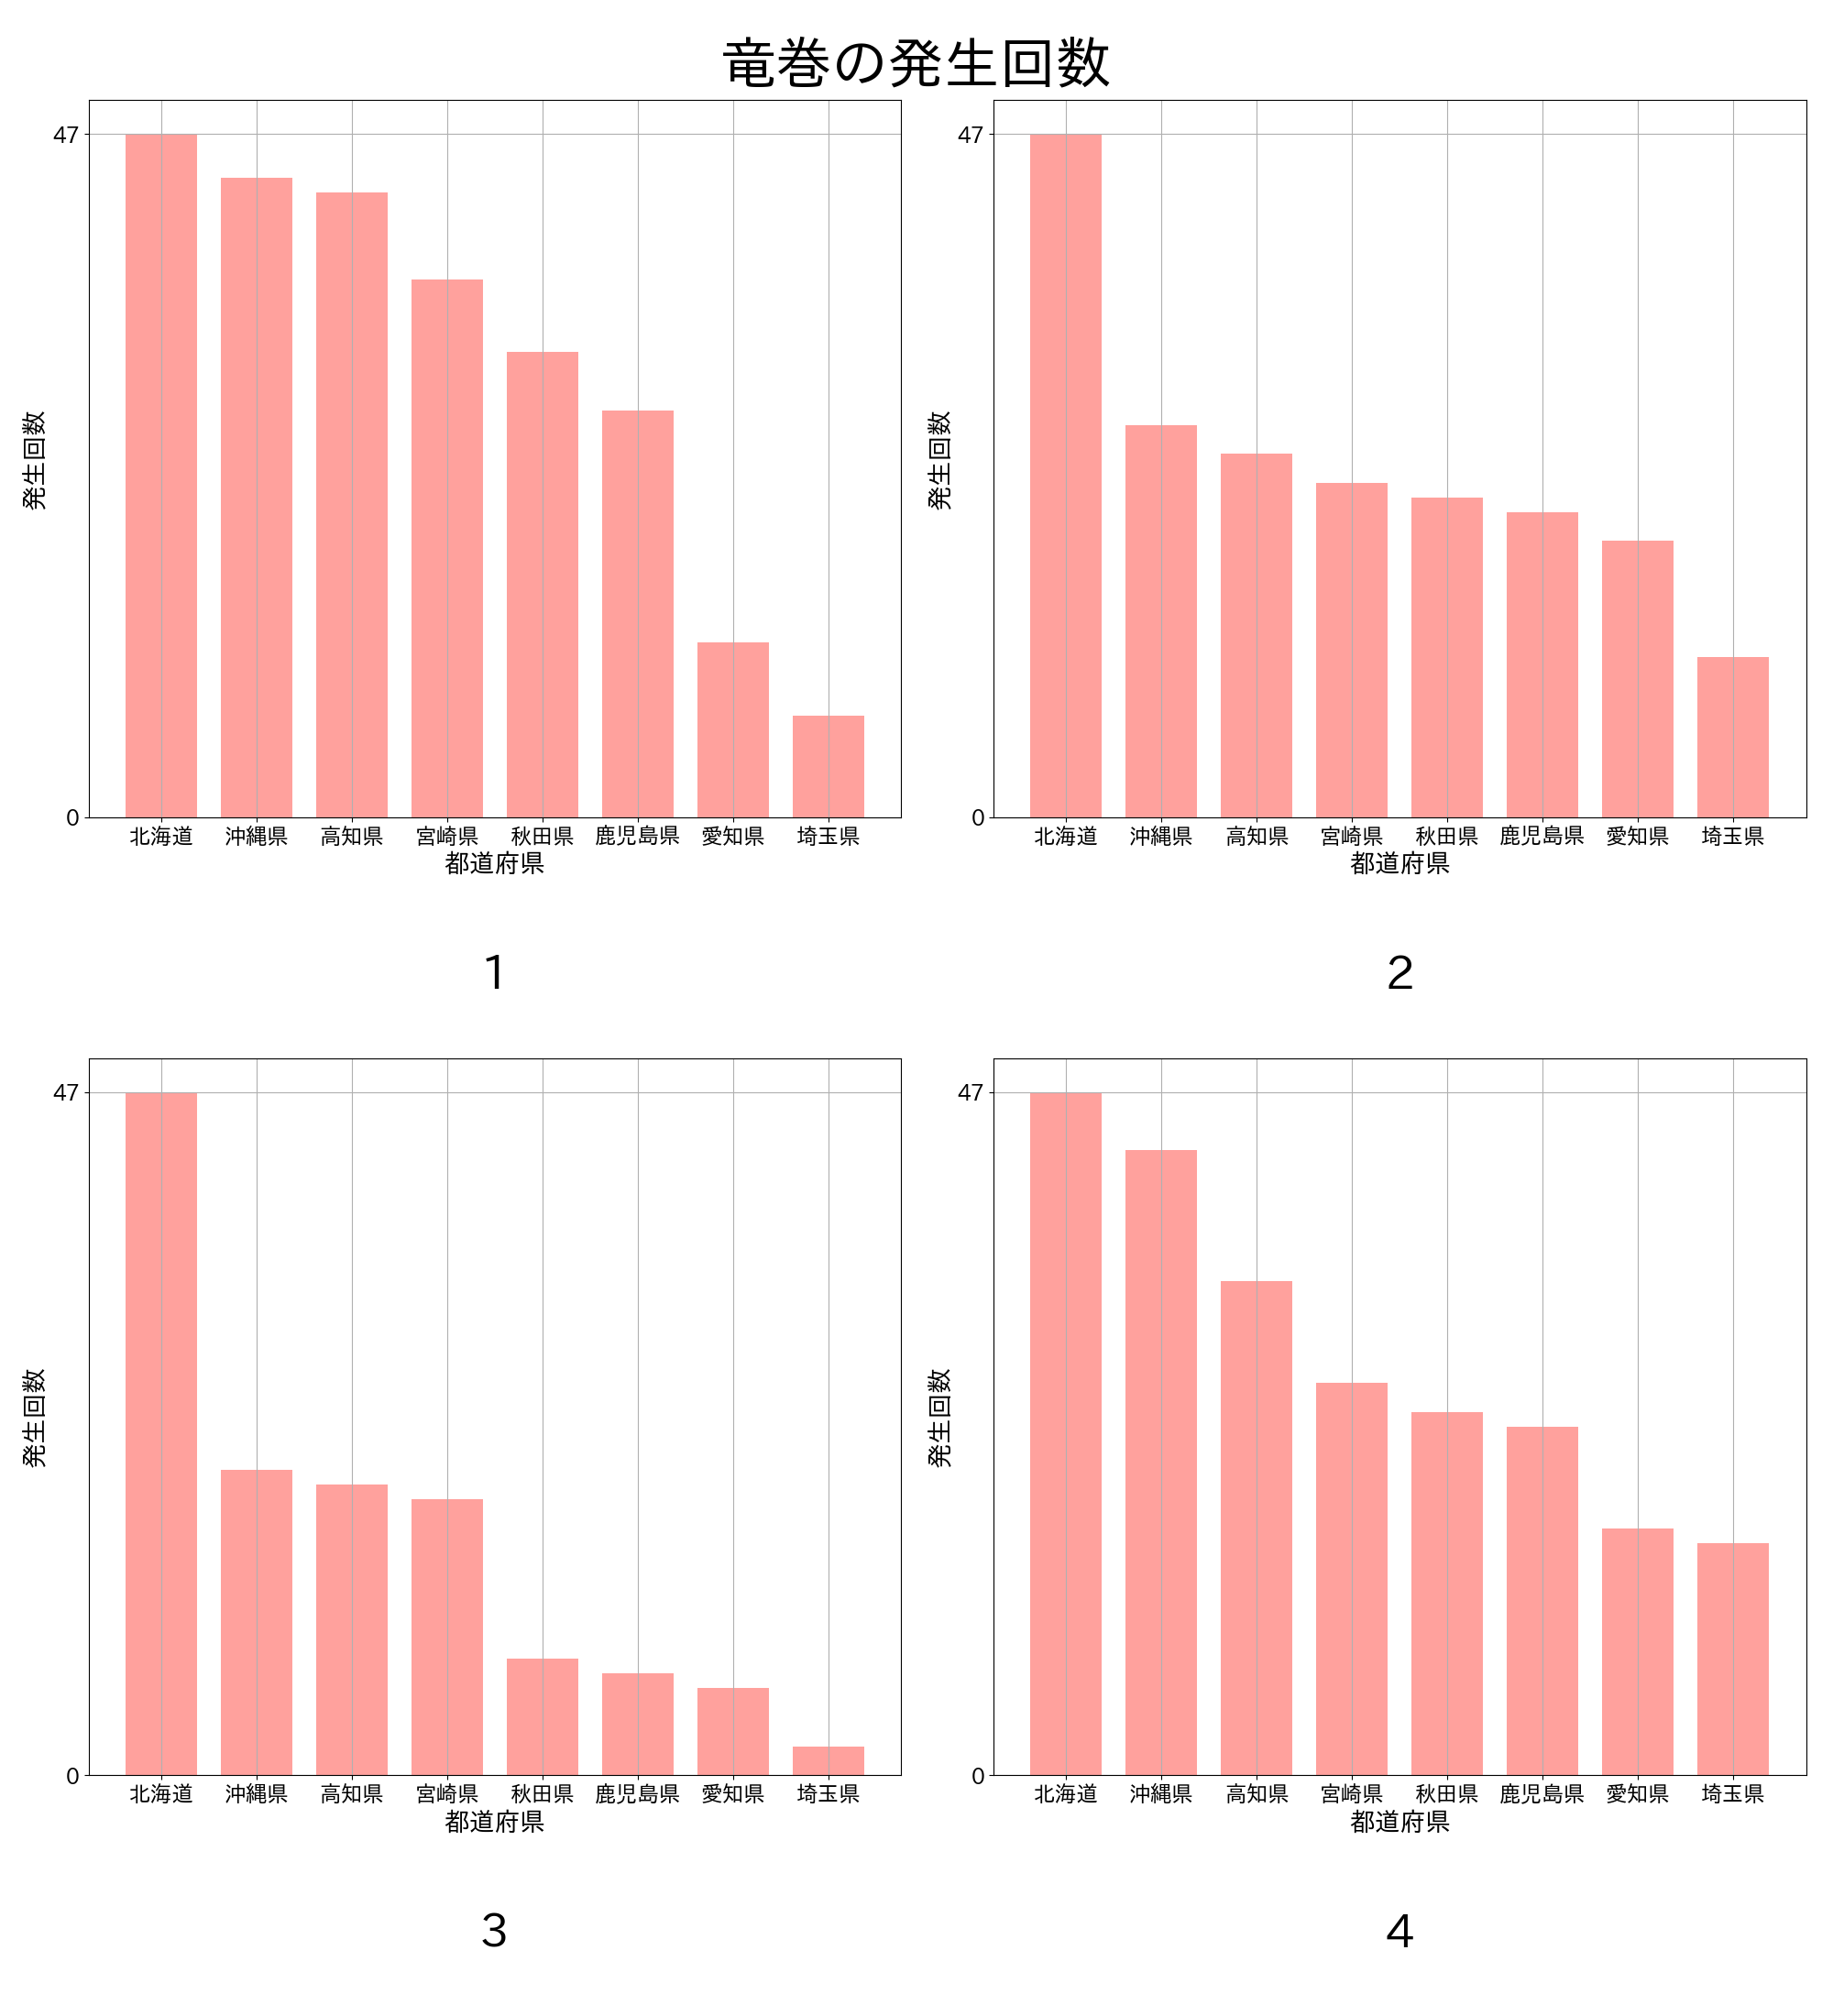 竜巻の発生回数
47
0
発生回数
北海道 沖縄県 高知県 宮崎県 秋田県 鹿児島県 愛知県 埼玉県
都道府県
1
47
0
発生回数
北海道 沖縄県 高知県 宮崎県 秋田県 鹿児島県 愛知県 埼玉県
都道府県
2
47
0
発生回数
北海道 沖縄県 高知県 宮崎県 秋田県 鹿児島県 愛知県 埼玉県
都道府県
3
47
0
発生回数
北海道 沖縄県 高知県 宮崎県 秋田県 鹿児島県 愛知県 埼玉県
都道府県
4